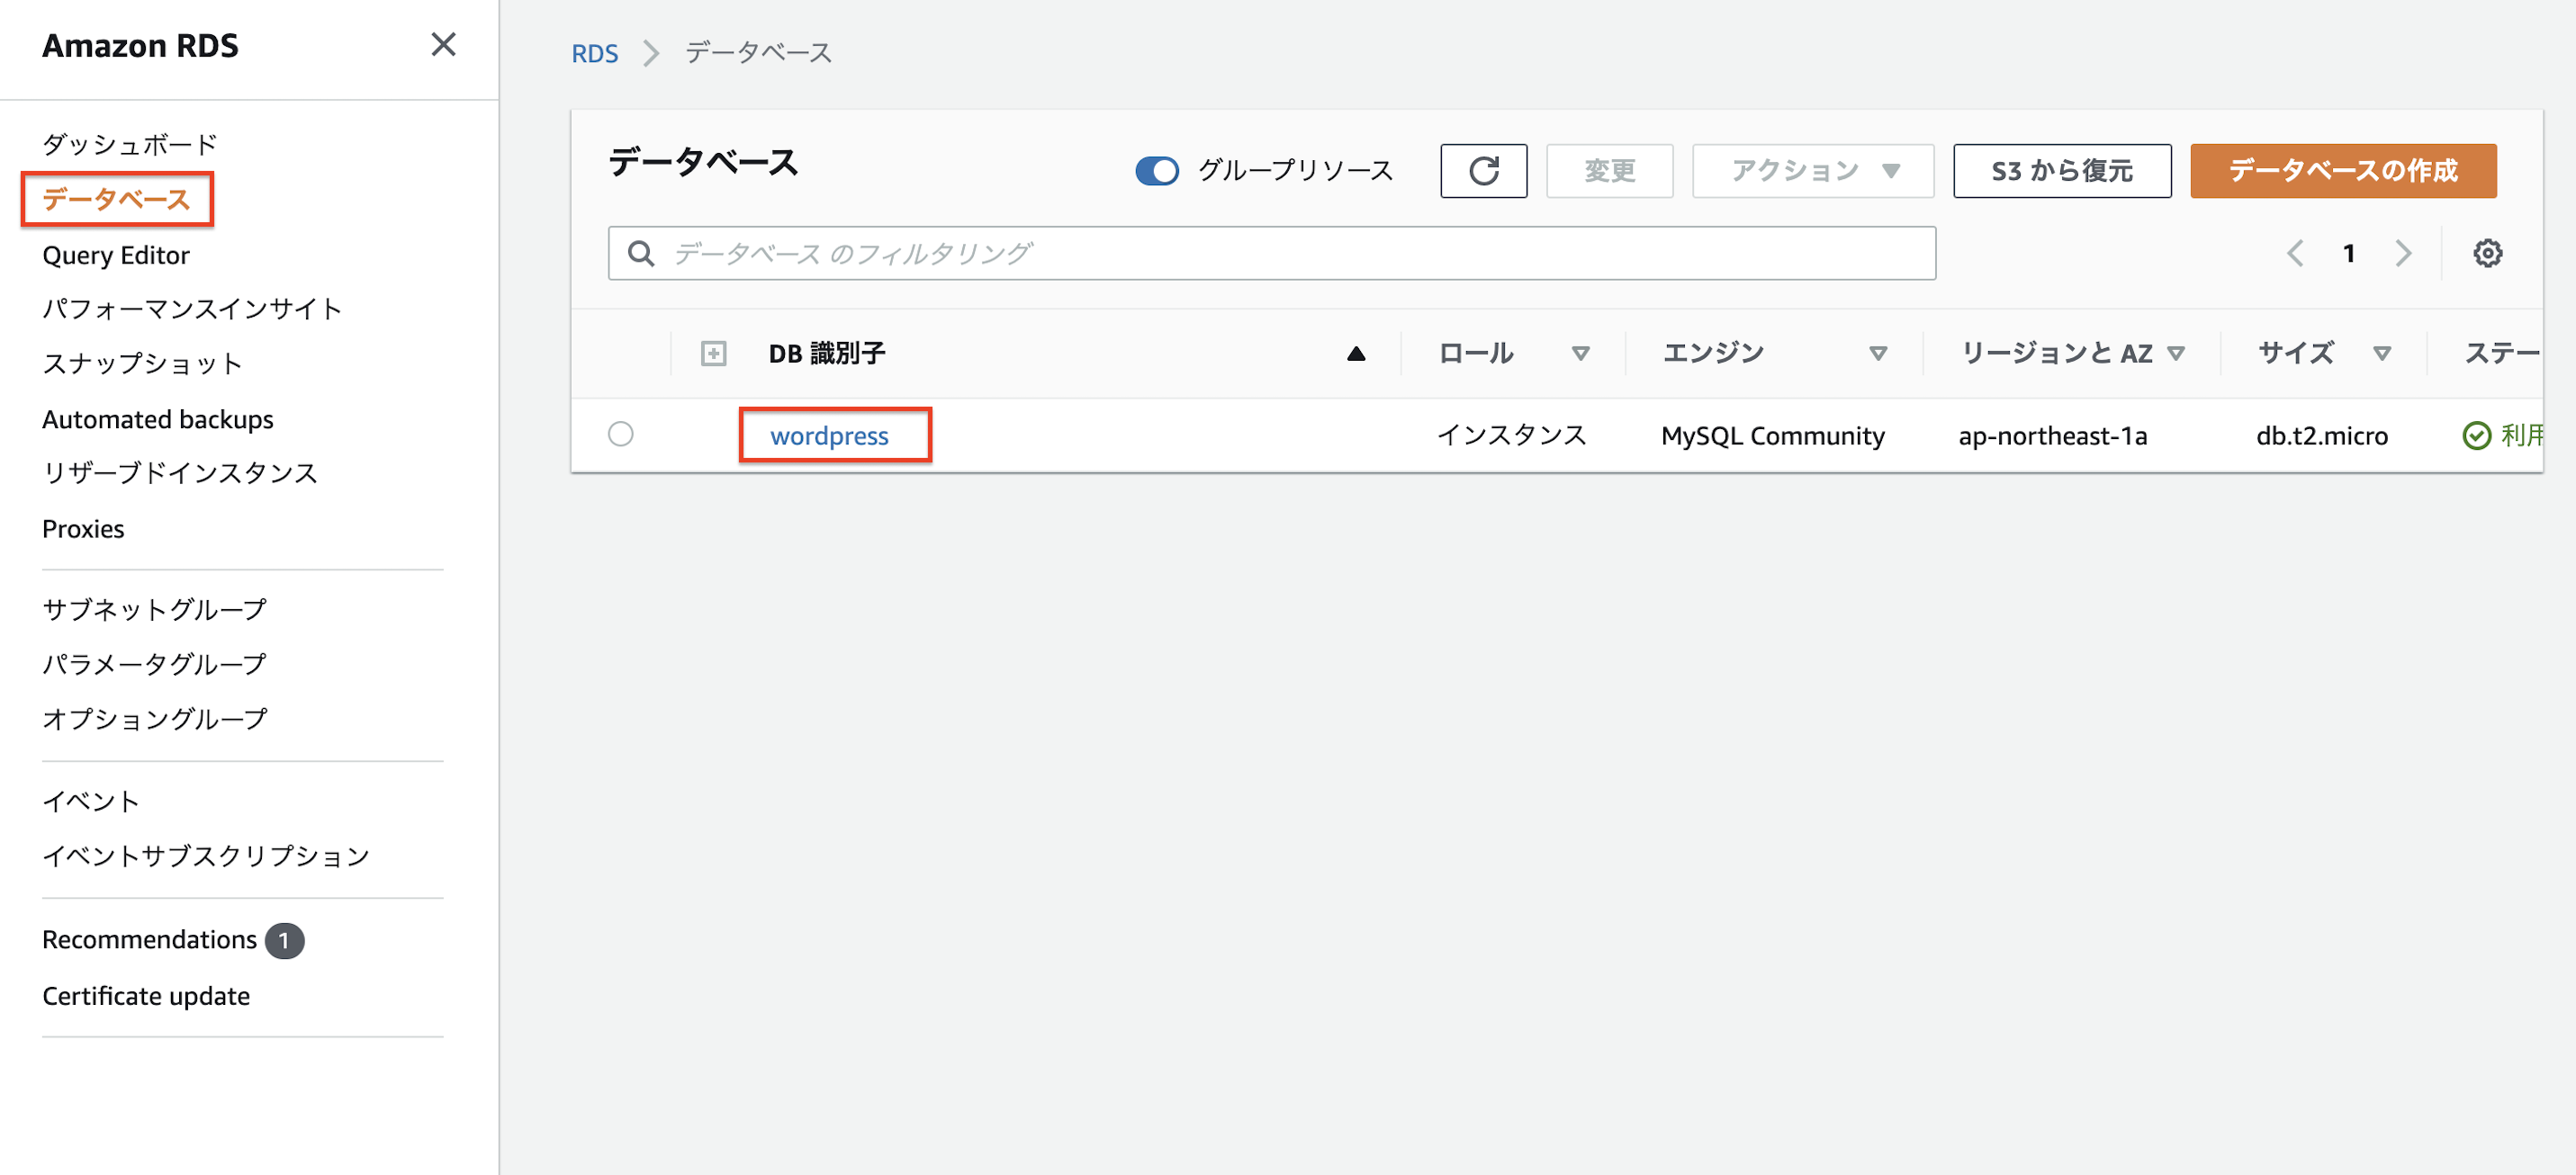 Amazon RDS
ダッシュボード
データベース
Query Editor
パフォーマンスインサイト
スナップショット
Automated backups
リザーブドインスタンス
Proxies
サブネットグループ
パラメータグループ
オプショングループ
イベント
イベントサブスクリプション
Recommendations 1
Certificate update
RDS データベース
データベース グループリソース 変更 アクション S3 から復元 データベースの作成
データベース のフィルタリング 1
DB 識別子 ロール エンジン リージョンと AZ サイズ ステー
wordpress インスタンス MySQL Community ap-northeast-1a db.t2.micro 利用